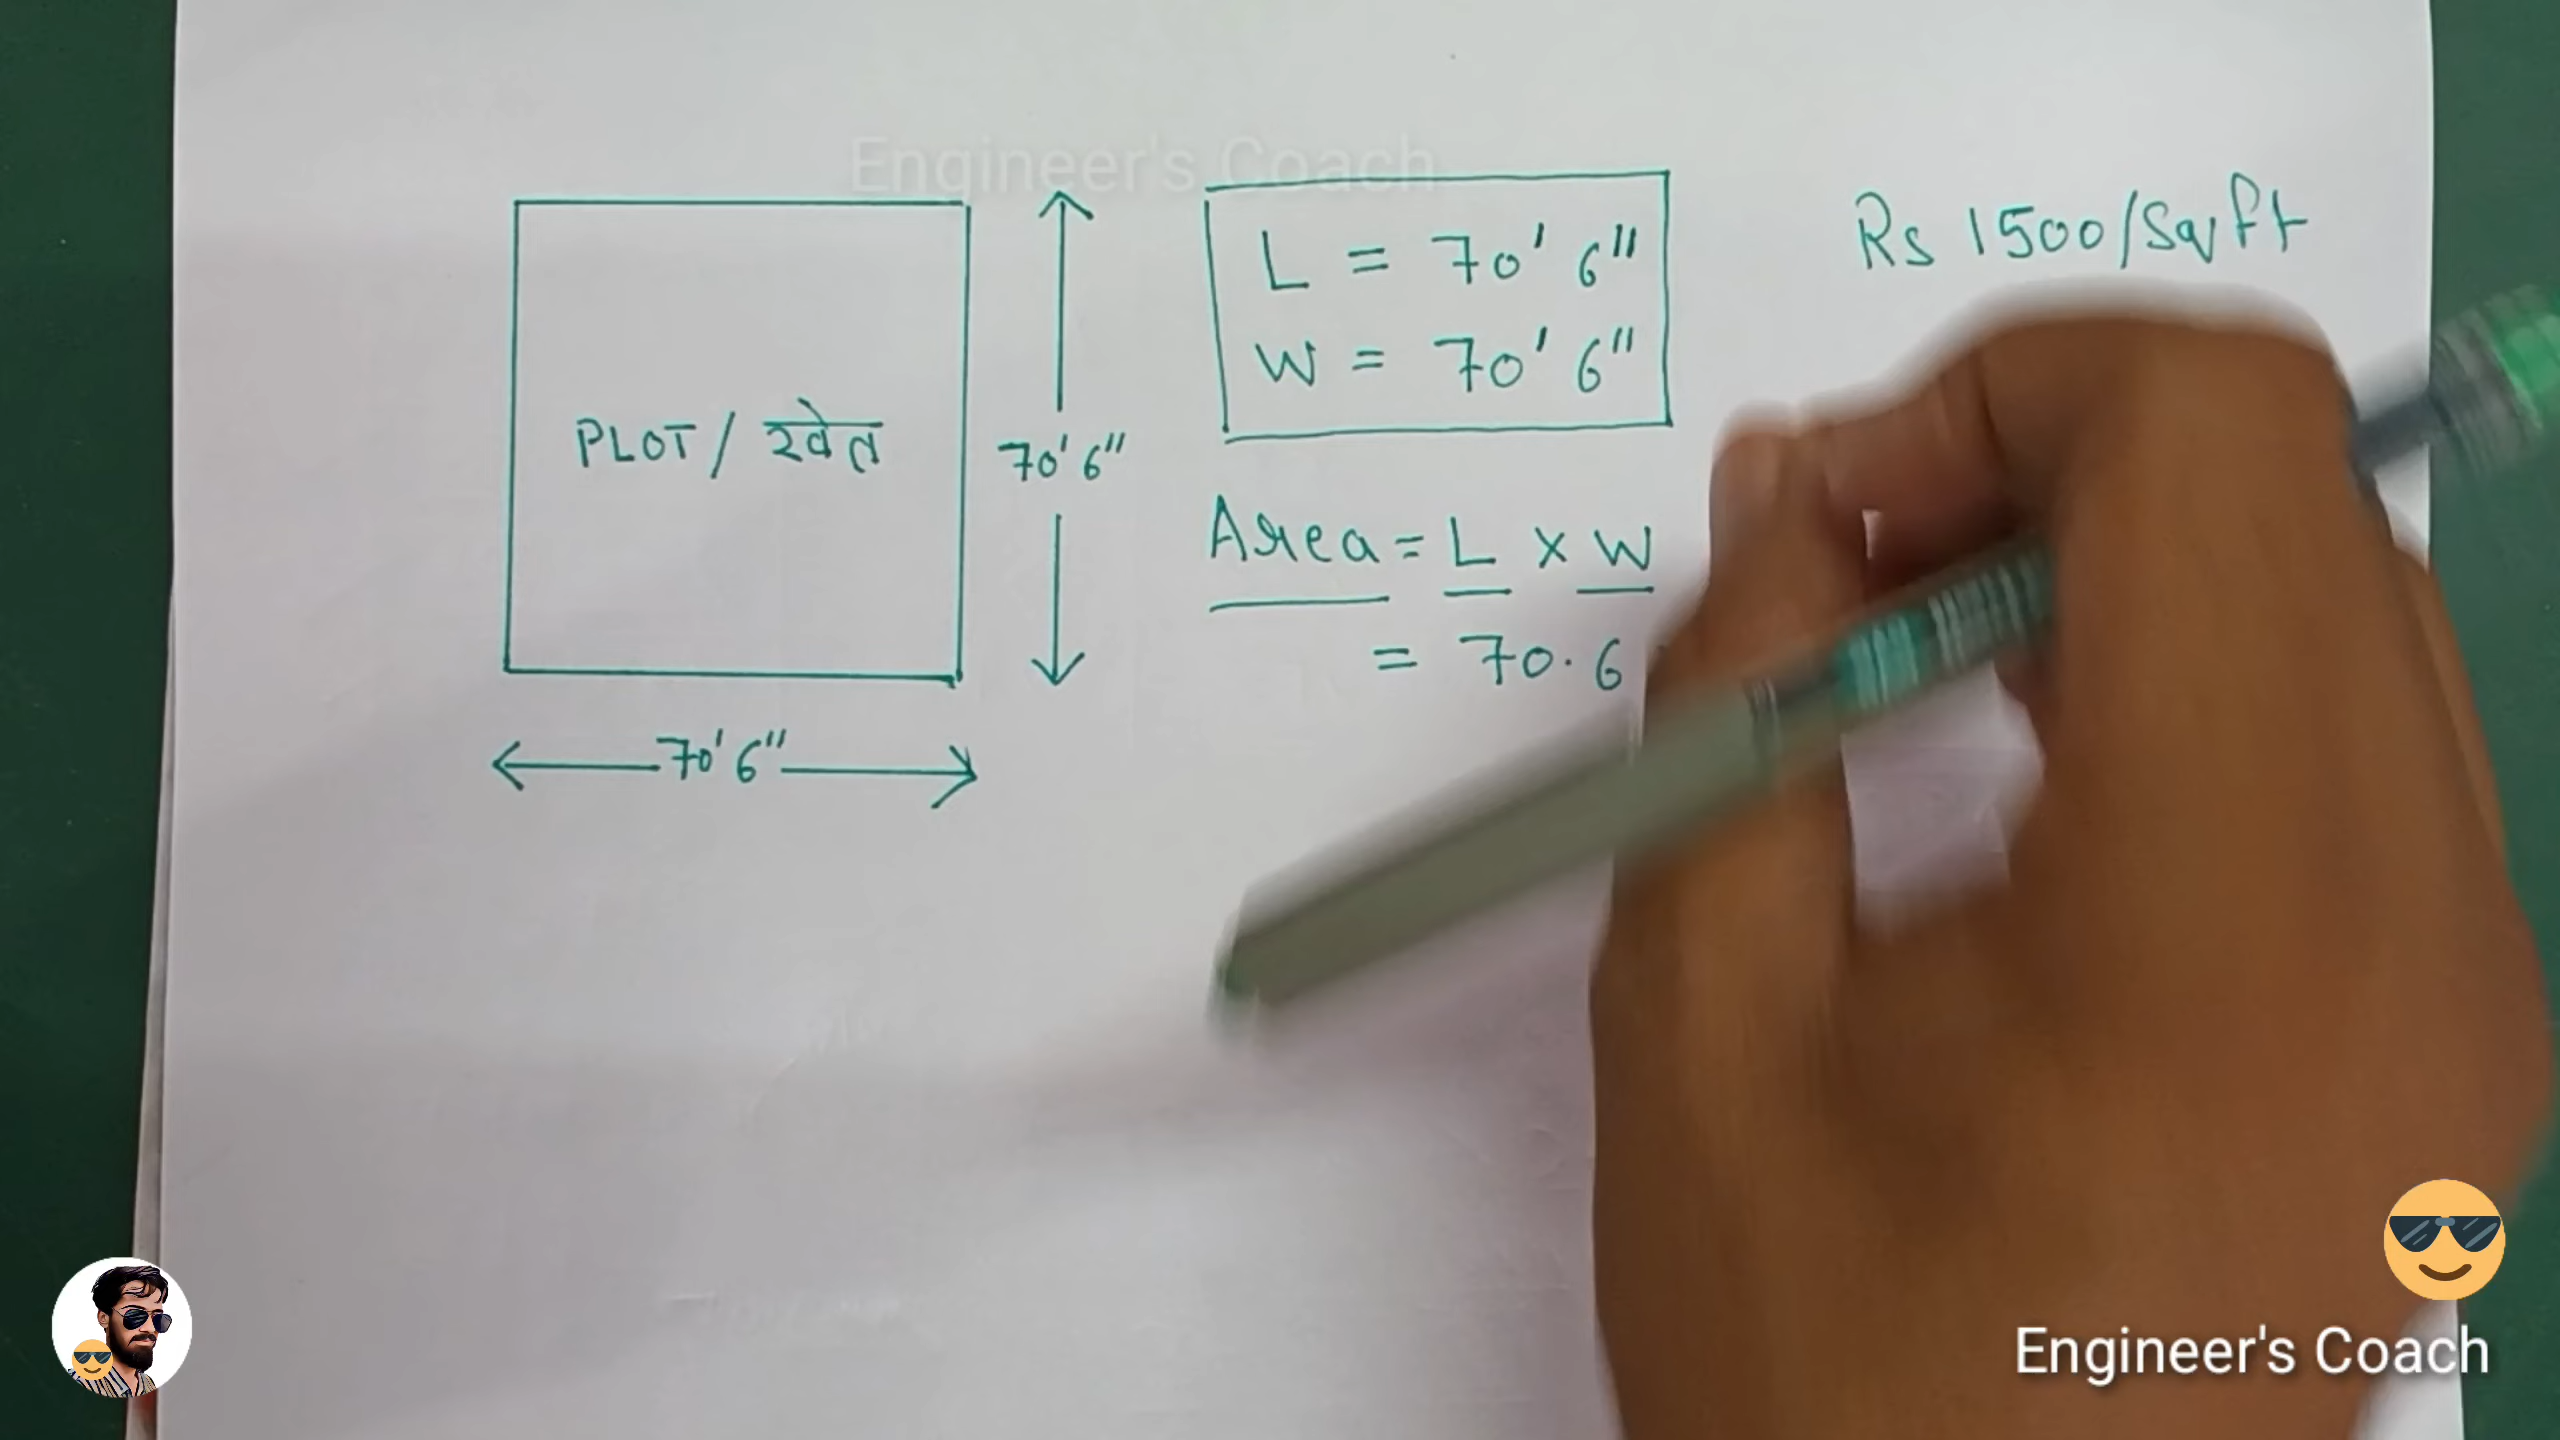 Engineer's Coach
L = 70' 6"
W = 70' 6"
Rs 1500/Sqft
PLOT / खेत
70' 6"
Area = L x W
= 70.6
70' 6"
Engineer's Coach